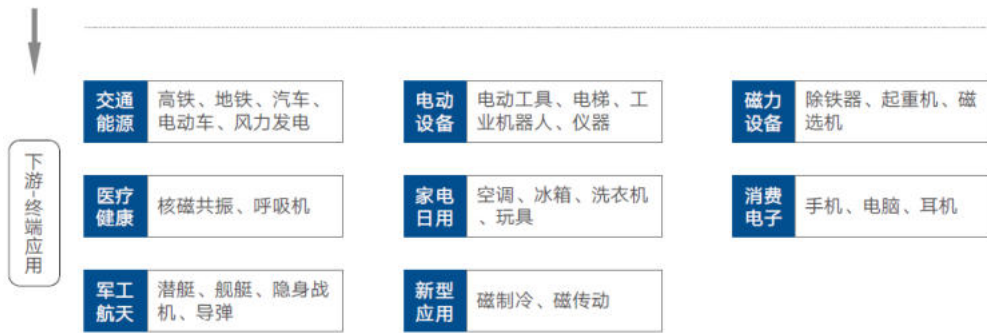 交通
能源
高铁、地铁、汽车、
电动车、风力发电
电动
设备
电动工具、电梯、工
业机器人、仪器
磁力
设备
除铁器、起重机、磁
选机
下游-终端应用
医疗
健康
核磁共振、呼吸机
家电
日用
空调、冰箱、洗衣机
、玩具
消费
电子
手机、电脑、耳机
军工
航天
潜艇、舰艇、隐身战
机、导弹
新型
应用
磁制冷、磁传动